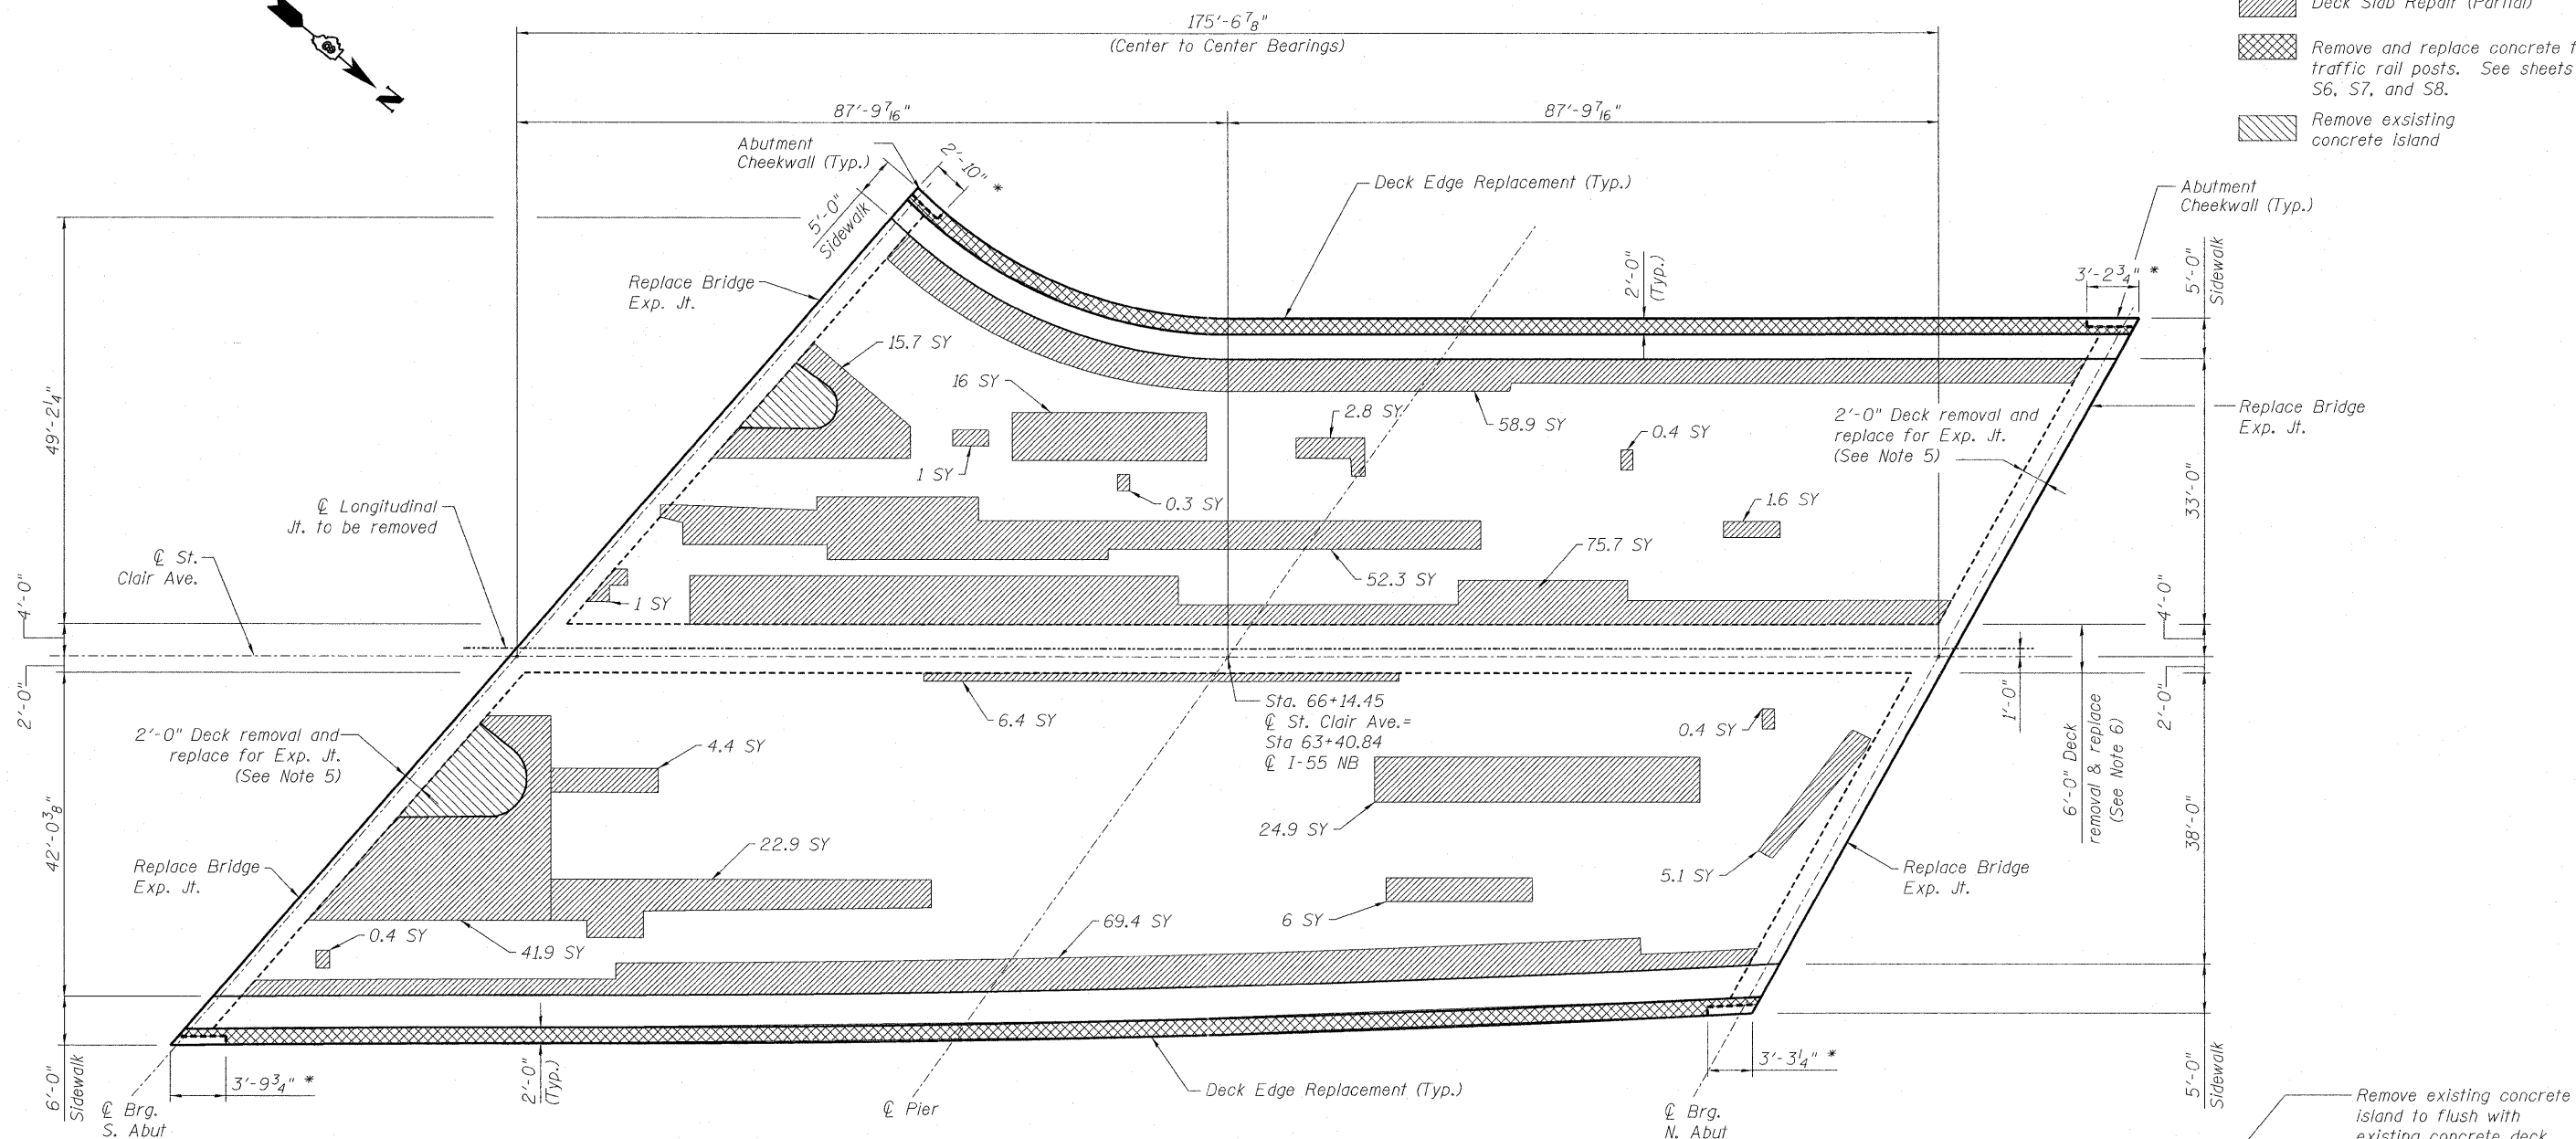 175'-6 7/8"
(Center to Center Bearings)
87'-9 7/16"
87'-9 7/16"
N
Deck Slab Repair (Partial)
Remove and replace concrete f
traffic rail posts. See sheets
S6, S7, and S8.
Remove exsisting
concrete island
Abutment
Cheekwall (Typ.)
2'-10" *
5'-0"
Sidewalk
Deck Edge Replacement (Typ.)
Abutment
Cheekwall (Typ.)
3'-2 3/4" *
5'-0"
Sidewalk
2'-0"
(Typ.)
Replace Bridge
Exp. Jt.
15.7 SY
16 SY
1 SY
0.3 SY
2.8 SY
58.9 SY
0.4 SY
1.6 SY
2'-0" Deck removal and
replace for Exp. Jt.
(See Note 5)
Replace Bridge
Exp. Jt.
49'-2 1/4"
33'-0"
℄ Longitudinal
Jt. to be removed
℄ St.
Clair Ave.
52.3 SY
75.7 SY
1 SY
4'-0"
4'-0"
2'-0"
2'-0"
1'-0"
6'-0" Deck
removal & replace
(See Note 6)
6.4 SY
Sta. 66+14.45
℄ St. Clair Ave.=
Sta 63+40.84
℄ I-55 NB
0.4 SY
2'-0" Deck removal and
replace for Exp. Jt.
(See Note 5)
4.4 SY
24.9 SY
42'-0 3/8"
38'-0"
22.9 SY
5.1 SY
Replace Bridge
Exp. Jt.
Replace Bridge
Exp. Jt.
6 SY
69.4 SY
0.4 SY
41.9 SY
6'-0"
Sidewalk
3'-9 3/4" *
2'-0"
(Typ.)
Deck Edge Replacement (Typ.)
3'-3 1/4" *
5'-0"
Sidewalk
℄ Brg.
S. Abut
℄ Pier
℄ Brg.
N. Abut
Remove existing concrete
island to flush with
existing concrete deck